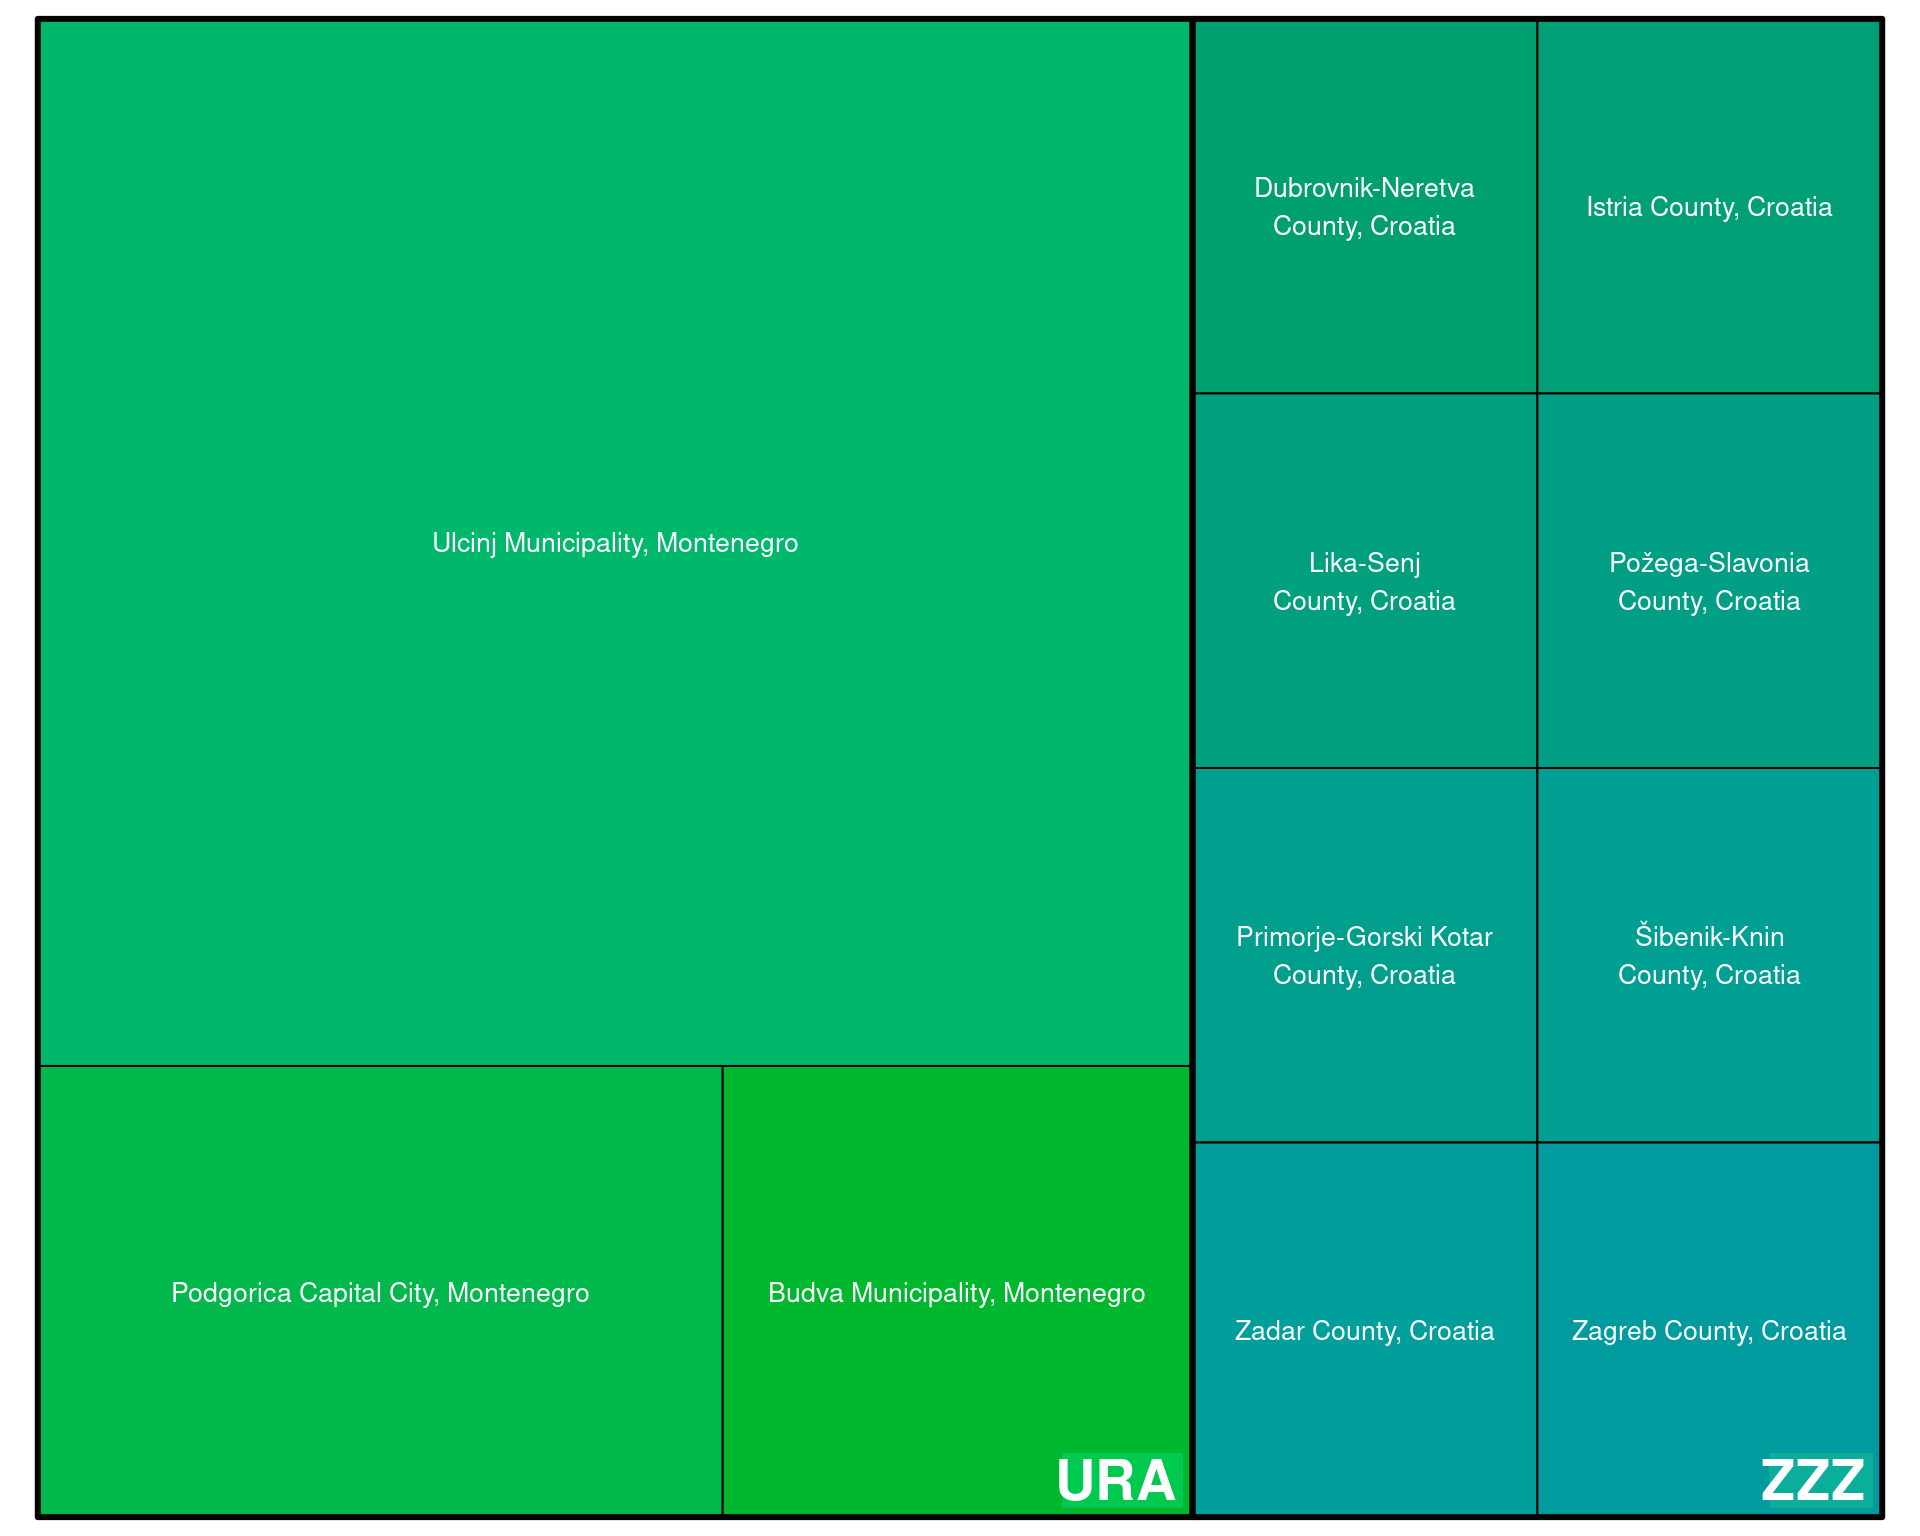 Ulcinj Municipality, Montenegro
Podgorica Capital City, Montenegro
Budva Municipality, Montenegro
URA
Dubrovnik-Neretva
County, Croatia
Istria County, Croatia
Lika-Senj
County, Croatia
Požega-Slavonia
County, Croatia
Primorje-Gorski Kotar
County, Croatia
Šibenik-Knin
County, Croatia
Zadar County, Croatia
Zagreb County, Croatia
ZZZ